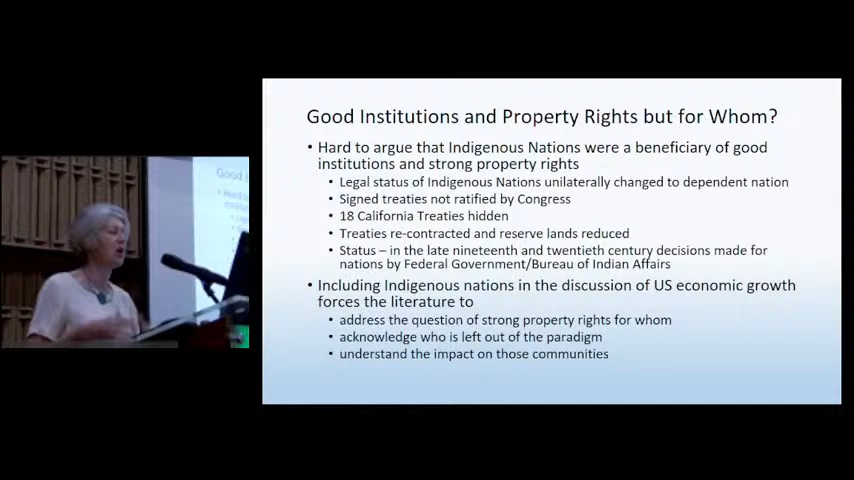 Good Institutions and Property Rights but for Whom?
• Hard to argue that Indigenous Nations were a beneficiary of good
institutions and strong property rights
• Legal status of Indigenous Nations unilaterally changed to dependent nation
• Signed treaties not ratified by Congress
• 18 California Treaties hidden
• Treaties re-contracted and reserve lands reduced
• Status – in the late nineteenth and twentieth century decisions made for
nations by Federal Government/Bureau of Indian Affairs
• Including Indigenous nations in the discussion of US economic growth
forces the literature to
• address the question of strong property rights for whom
• acknowledge who is left out of the paradigm
• understand the impact on those communities